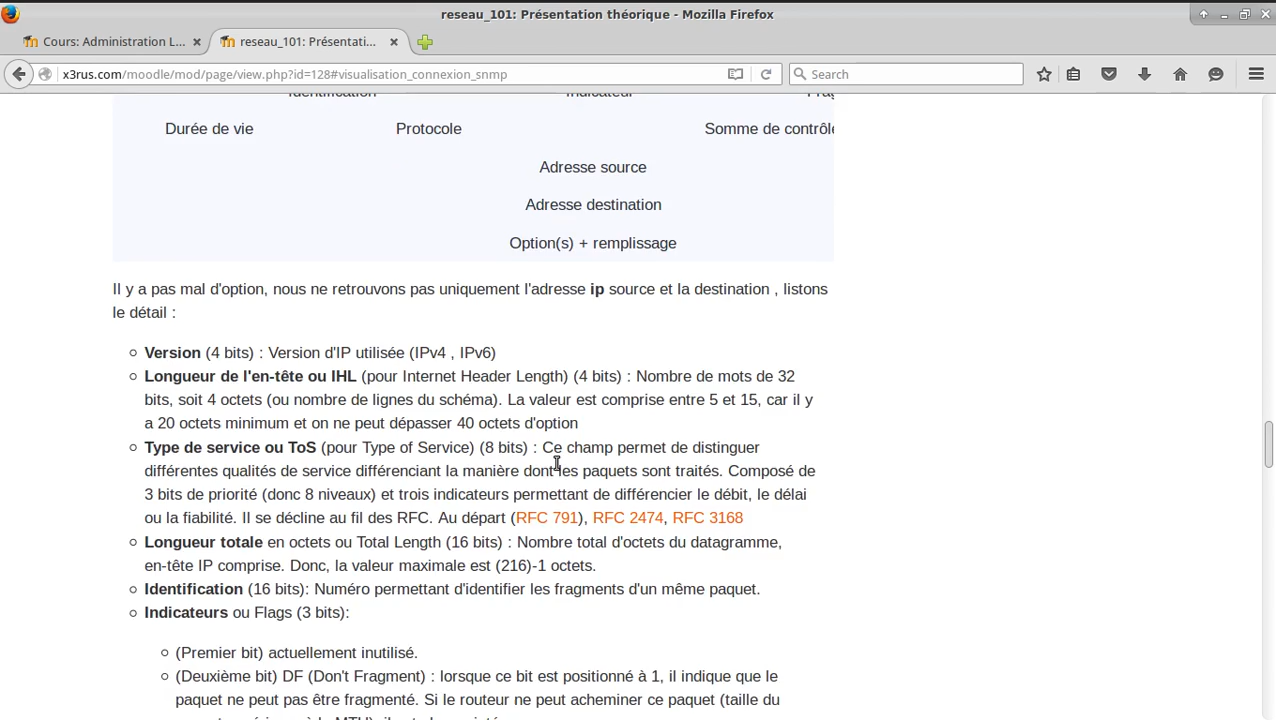 reseau_101: Présentation théorique - Mozilla Firefox
Cours: Administration L... reseau_101: Présentati...
x3rus.com/moodle/mod/page/view.php?id=128#visualisation_connexion_snmp Search
Identification Indicateur Frag
Durée de vie Protocole Somme de contrôle
Adresse source
Adresse destination
Option(s) + remplissage
Il y a pas mal d'option, nous ne retrouvons pas uniquement l'adresse ip source et la destination , listons
le détail :
Version (4 bits) : Version d'IP utilisée (IPv4 , IPv6)
Longueur de l'en-tête ou IHL (pour Internet Header Length) (4 bits) : Nombre de mots de 32
bits, soit 4 octets (ou nombre de lignes du schéma). La valeur est comprise entre 5 et 15, car il y
a 20 octets minimum et on ne peut dépasser 40 octets d'option
Type de service ou ToS (pour Type of Service) (8 bits) : Ce champ permet de distinguer
différentes qualités de service différenciant la manière dont les paquets sont traités. Composé de
3 bits de priorité (donc 8 niveaux) et trois indicateurs permettant de différencier le débit, le délai
ou la fiabilité. Il se décline au fil des RFC. Au départ (RFC 791), RFC 2474, RFC 3168
Longueur totale en octets ou Total Length (16 bits) : Nombre total d'octets du datagramme,
en-tête IP comprise. Donc, la valeur maximale est (216)-1 octets.
Identification (16 bits): Numéro permettant d'identifier les fragments d'un même paquet.
Indicateurs ou Flags (3 bits):
(Premier bit) actuellement inutilisé.
(Deuxième bit) DF (Don't Fragment) : lorsque ce bit est positionné à 1, il indique que le
paquet ne peut pas être fragmenté. Si le routeur ne peut acheminer ce paquet (taille du